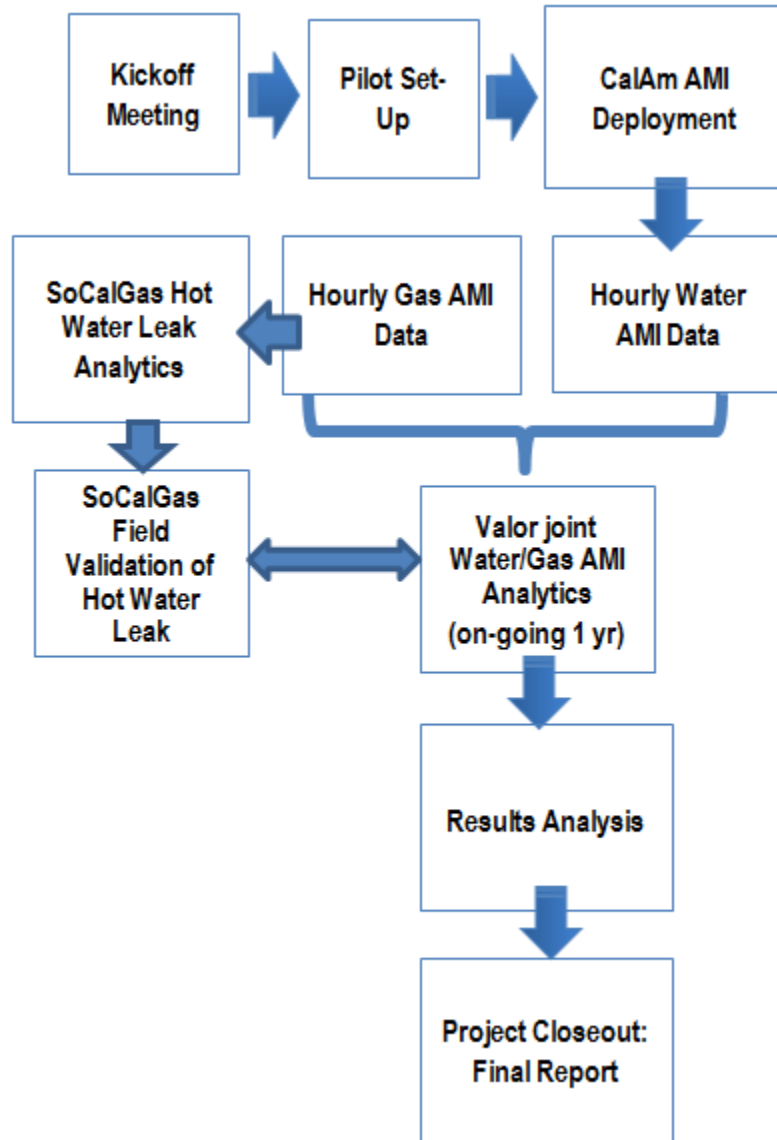 Kickoff
Meeting
Pilot Set-
Up
CalAm AMI
Deployment
SoCalGas Hot
Water Leak
Analytics
Hourly Gas AMI
Data
Hourly Water
AMI Data
SoCalGas
Field
Validation of
Hot Water
Leak
Valor joint
Water/Gas AMI
Analytics
(on-going 1 yr)
Results Analysis
Project Closeout:
Final Report